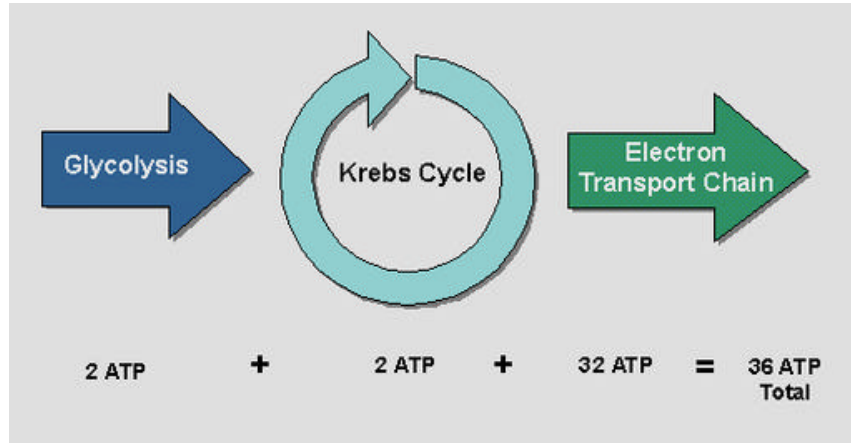 Glycolysis
Krebs Cycle
Electron
Transport Chain
2 ATP + 2 ATP + 32 ATP = 36 ATP
Total